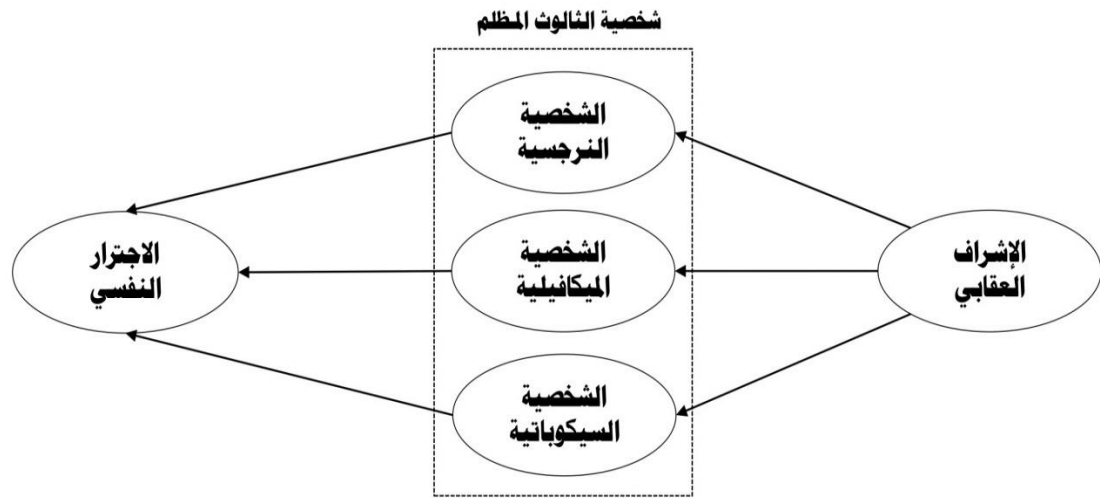 شخصية الثالوث المظلم
الشخصية
النرجسية
الإشراف
العقابي
الشخصية
الميكافيلية
الاجترار
النفسي
الشخصية
السيكوباتية